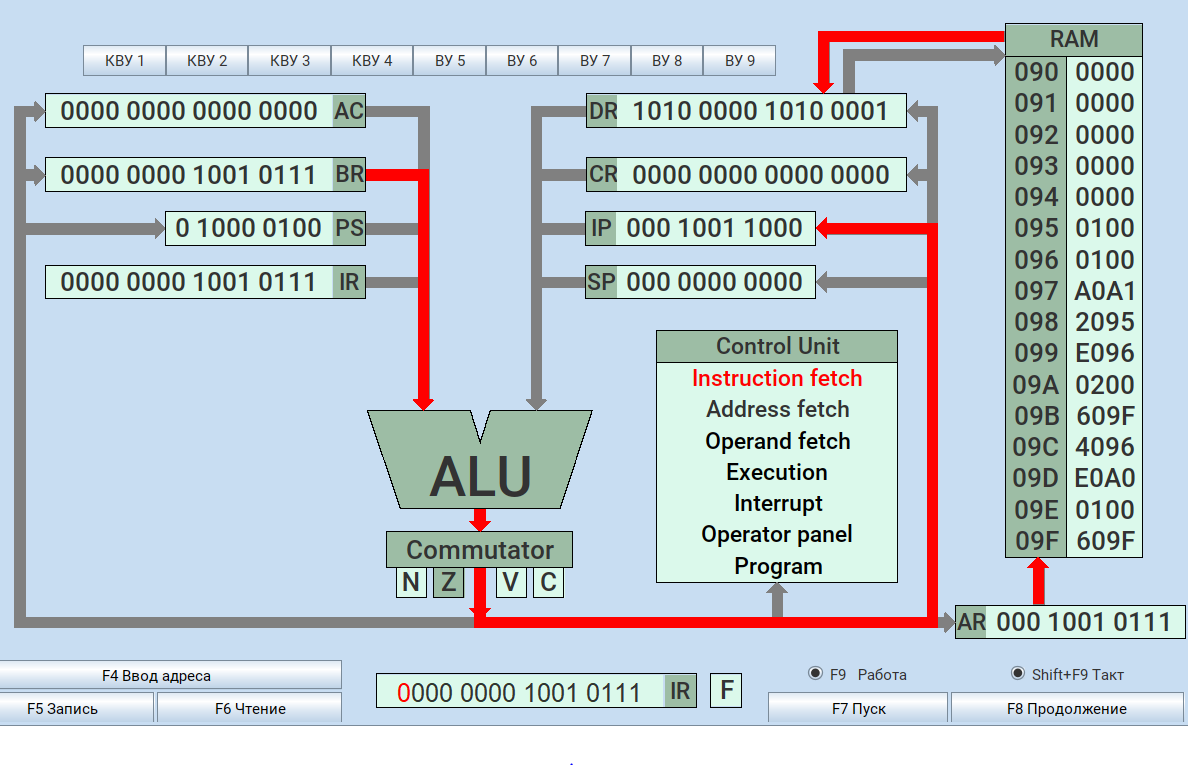 КВУ 1 КВУ 2 КВУ 3 КВУ 4 ВУ 5 ВУ 6 ВУ 7 ВУ 8 ВУ 9
0000 0000 0000 0000 AC
0000 0000 1001 0111 BR
0 1000 0100 PS
0000 0000 1001 0111 IR
DR 1010 0000 1010 0001
CR 0000 0000 0000 0000
IP 000 1001 1000
SP 000 0000 0000
RAM
090 0000
091 0000
092 0000
093 0000
094 0000
095 0100
096 0100
097 A0A1
098 2095
099 E096
09A 0200
09B 609F
09C 4096
09D E0A0
09E 0100
09F 609F
Control Unit
Instruction fetch
Address fetch
Operand fetch
Execution
Interrupt
Operator panel
Program
ALU
Commutator
N Z V C
AR 000 1001 0111
F4 Ввод адреса
F5 Запись F6 Чтение
0000 0000 1001 0111 IR F
F9 Работа Shift+F9 Такт
F7 Пуск F8 Продолжение